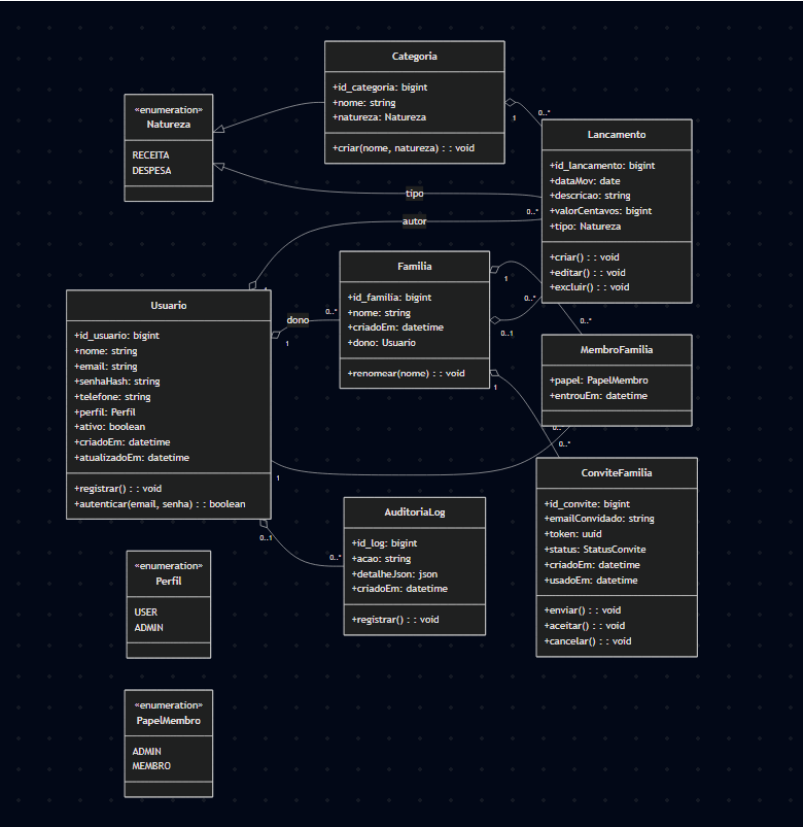 Categoria
+id_categoria: bigint
+nome: string
+natureza: Natureza
+criar(nome, natureza) : : void
«enumeration»
Natureza
RECEITA
DESPESA
1
0..*
Lancamento
+id_lancamento: bigint
+dataMov: date
+descricao: string
+valorCentavos: bigint
+tipo: Natureza
+criar() : : void
+editar() : : void
+excluir() : : void
tipo
autor
0..*
1
Familia
+id_familia: bigint
+nome: string
+criadoEm: datetime
+dono: Usuario
+renomear(nome) : : void
1
0..*
0..1
0..*
1
Usuario
+id_usuario: bigint
+nome: string
+email: string
+senhaHash: string
+telefone: string
+perfil: Perfil
+ativo: boolean
+criadoEm: datetime
+atualizadoEm: datetime
+registrar() : : void
+autenticar(email, senha) : : boolean
dono
0..*
1
MembroFamilia
+papel: PapelMembro
+entrouEm: datetime
0..*
0..*
1
ConviteFamilia
+id_convite: bigint
+emailConvidado: string
+token: uuid
+status: StatusConvite
+criadoEm: datetime
+usadoEm: datetime
+enviar() : : void
+aceitar() : : void
+cancelar() : : void
0..1
0..*
AuditoriaLog
+id_log: bigint
+acao: string
+detalheJson: json
+criadoEm: datetime
+registrar() : : void
«enumeration»
Perfil
USER
ADMIN
«enumeration»
PapelMembro
ADMIN
MEMBRO